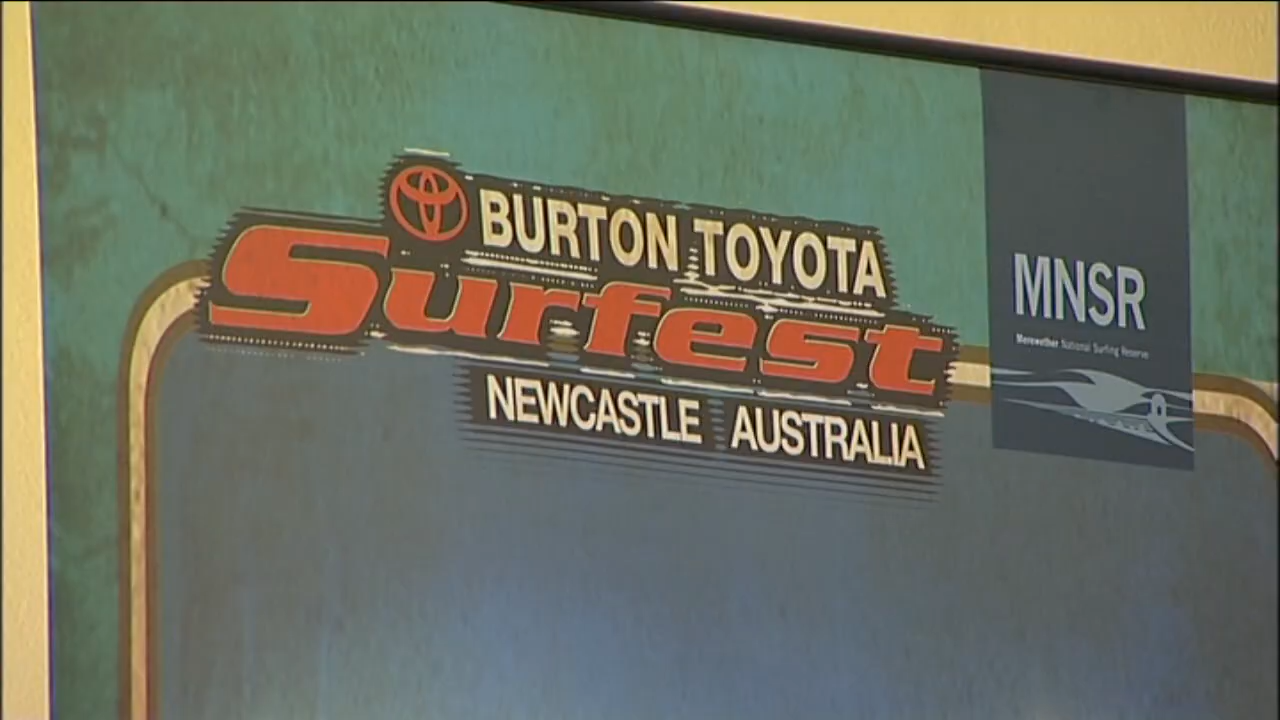 BURTON TOYOTA
Surfest
NEWCASTLE AUSTRALIA
MNSR
Merewether National Surfing Reserve